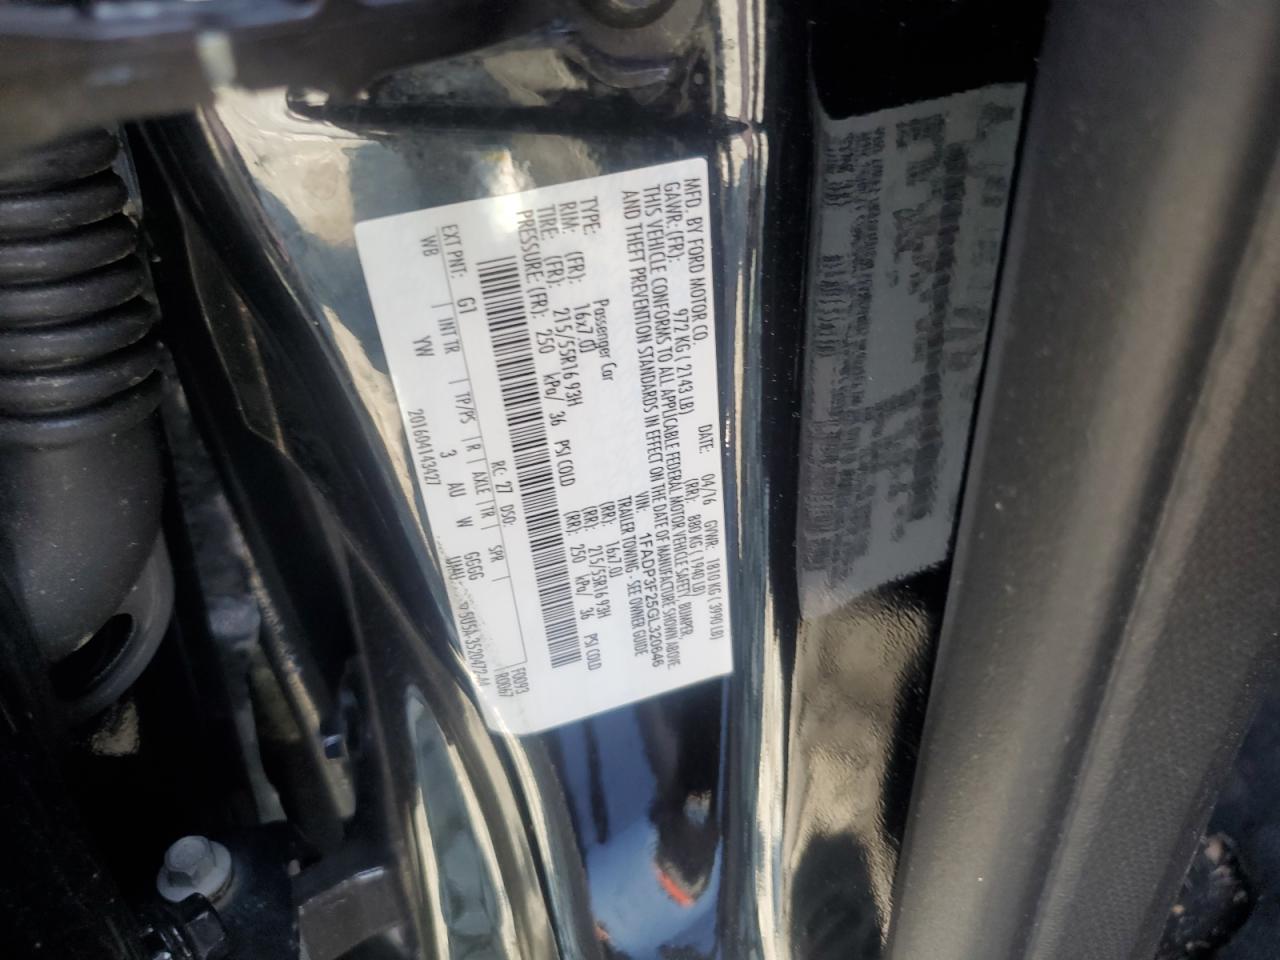 MFD. BY FORD MOTOR CO.
DATE: 04/16 GVWR: 1810 KG ( 3990 LB)
GAWR: (FR): 972 KG ( 2143 LB) (RR): 880 KG ( 1940 LB)
THIS VEHICLE CONFORMS TO ALL APPLICABLE FEDERAL MOTOR VEHICLE SAFETY, BUMPER,
AND THEFT PREVENTION STANDARDS IN EFFECT ON THE DATE OF MANUFACTURE SHOWN ABOVE.
VIN: 1FADP3F25GL320646
TYPE: Passenger Car TRAILER TOWING - SEE OWNER GUIDE
RIM: (FR): 16x7.0J (RR): 16x7.0J
TIRE: (FR): 215/55R16 93H (RR): 215/55R16 93H
PRESSURE: (FR): 250 kPa/ 36 PSI COLD (RR): 250 kPa/ 36 PSI COLD
RC: 27 DSO: F0093
EXT PNT: G1 R0067
INT TR TP/PS R AXLE TR SPR
WB YW 3 AU W GGGG
201604143427